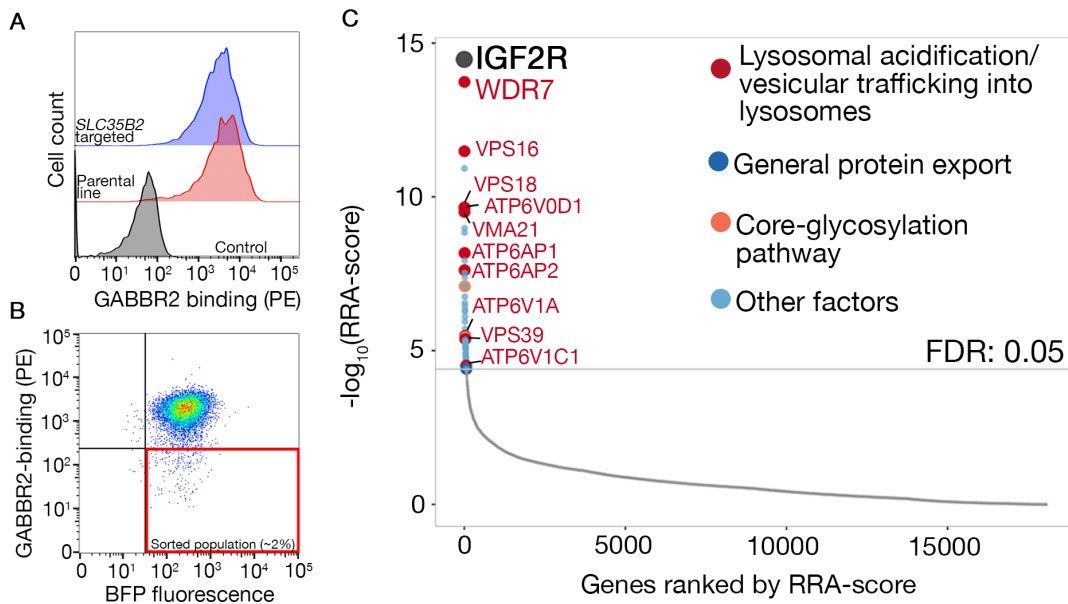 A
Cell count
SLC35B2
targeted
Parental
line
Control
0 10¹ 10² 10³ 10⁴ 10⁵
GABBR2 binding (PE)
B
GABBR2-binding (PE)
10⁵
10⁴
10³
10²
10¹
0
Sorted population (~2%)
0 10¹ 10² 10³ 10⁴ 10⁵
BFP fluorescence
C
-log₁₀(RRA-score)
15
10
5
0
IGF2R
WDR7
VPS16
VPS18
ATP6V0D1
VMA21
ATP6AP1
ATP6AP2
ATP6V1A
VPS39
ATP6V1C1
Lysosomal acidification/
vesicular trafficking into
lysosomes
General protein export
Core-glycosylation
pathway
Other factors
FDR: 0.05
0 5000 10000 15000
Genes ranked by RRA-score